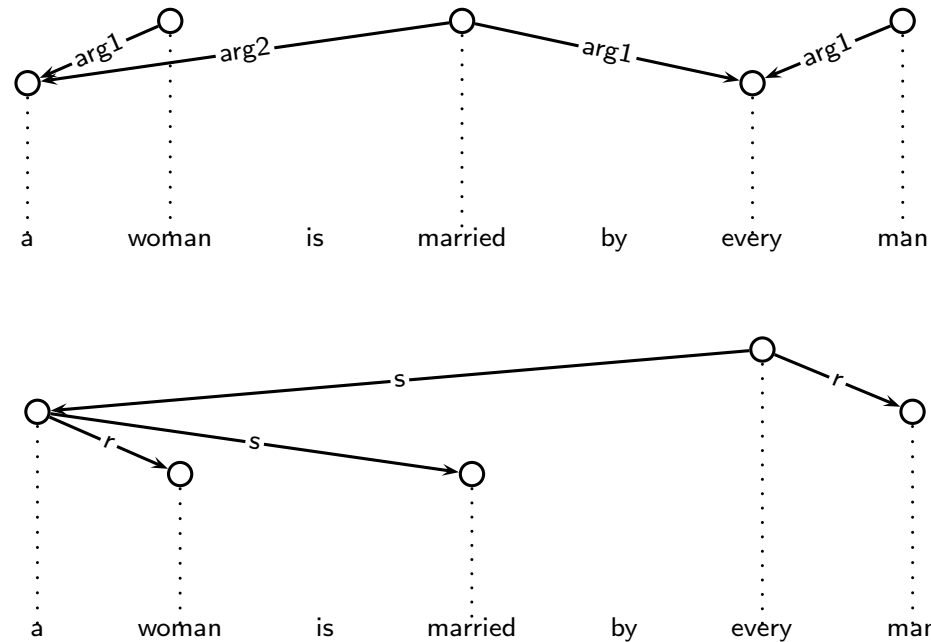 arg1 arg2 arg1 arg1
a woman is married by every man
s r
r s
a woman is married by every man